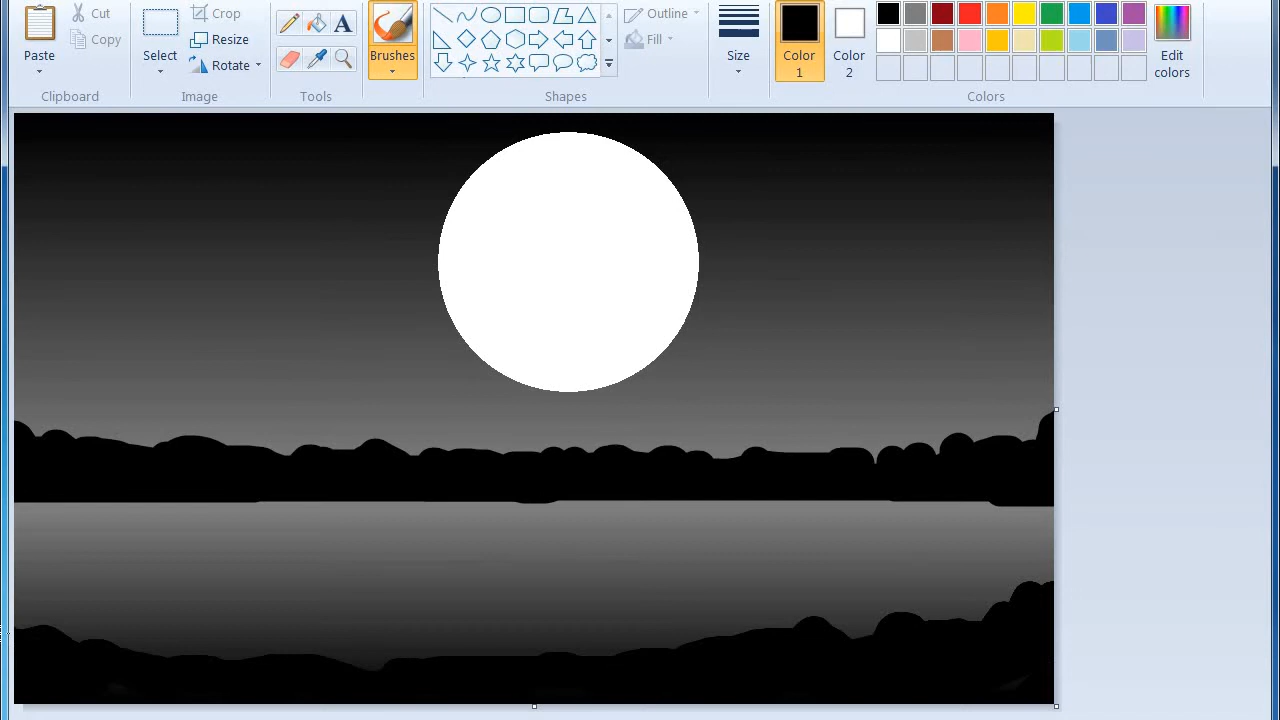 Paste
Cut
Copy
Clipboard
Select
Crop
Resize
Rotate
Image
A
Tools
Brushes
Outline
Fill
Shapes
Size
Color
1
Color
2
Edit
colors
Colors